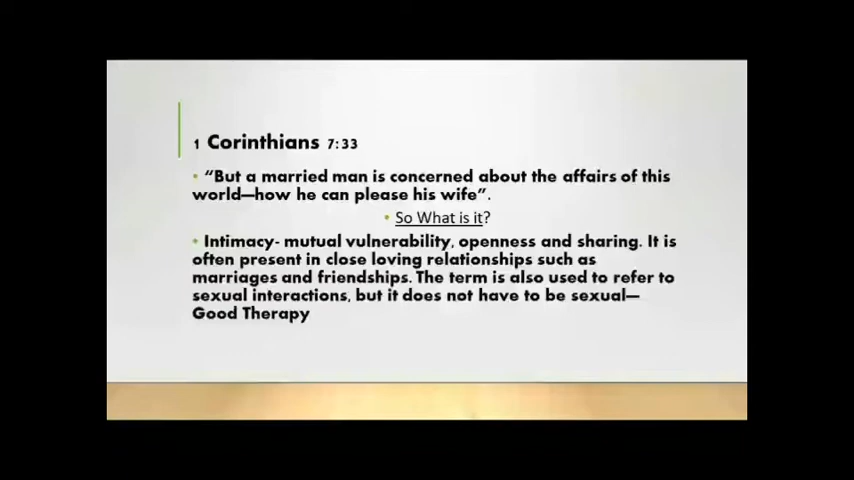 1 Corinthians 7:33
• “But a married man is concerned about the affairs of this
world—how he can please his wife”.
• So What is it?
• Intimacy- mutual vulnerability, openness and sharing. It is
often present in close loving relationships such as
marriages and friendships. The term is also used to refer to
sexual interactions, but it does not have to be sexual—
Good Therapy